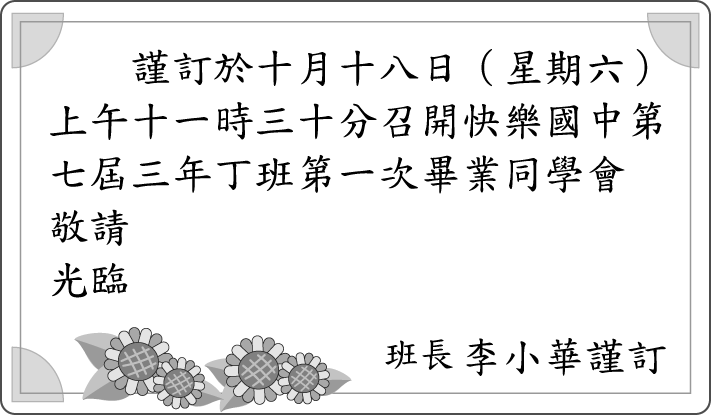 謹訂於十月十八日（星期六）
上午十一時三十分召開快樂國中第
七屆三年丁班第一次畢業同學會
敬請
光臨
班長李小華謹訂